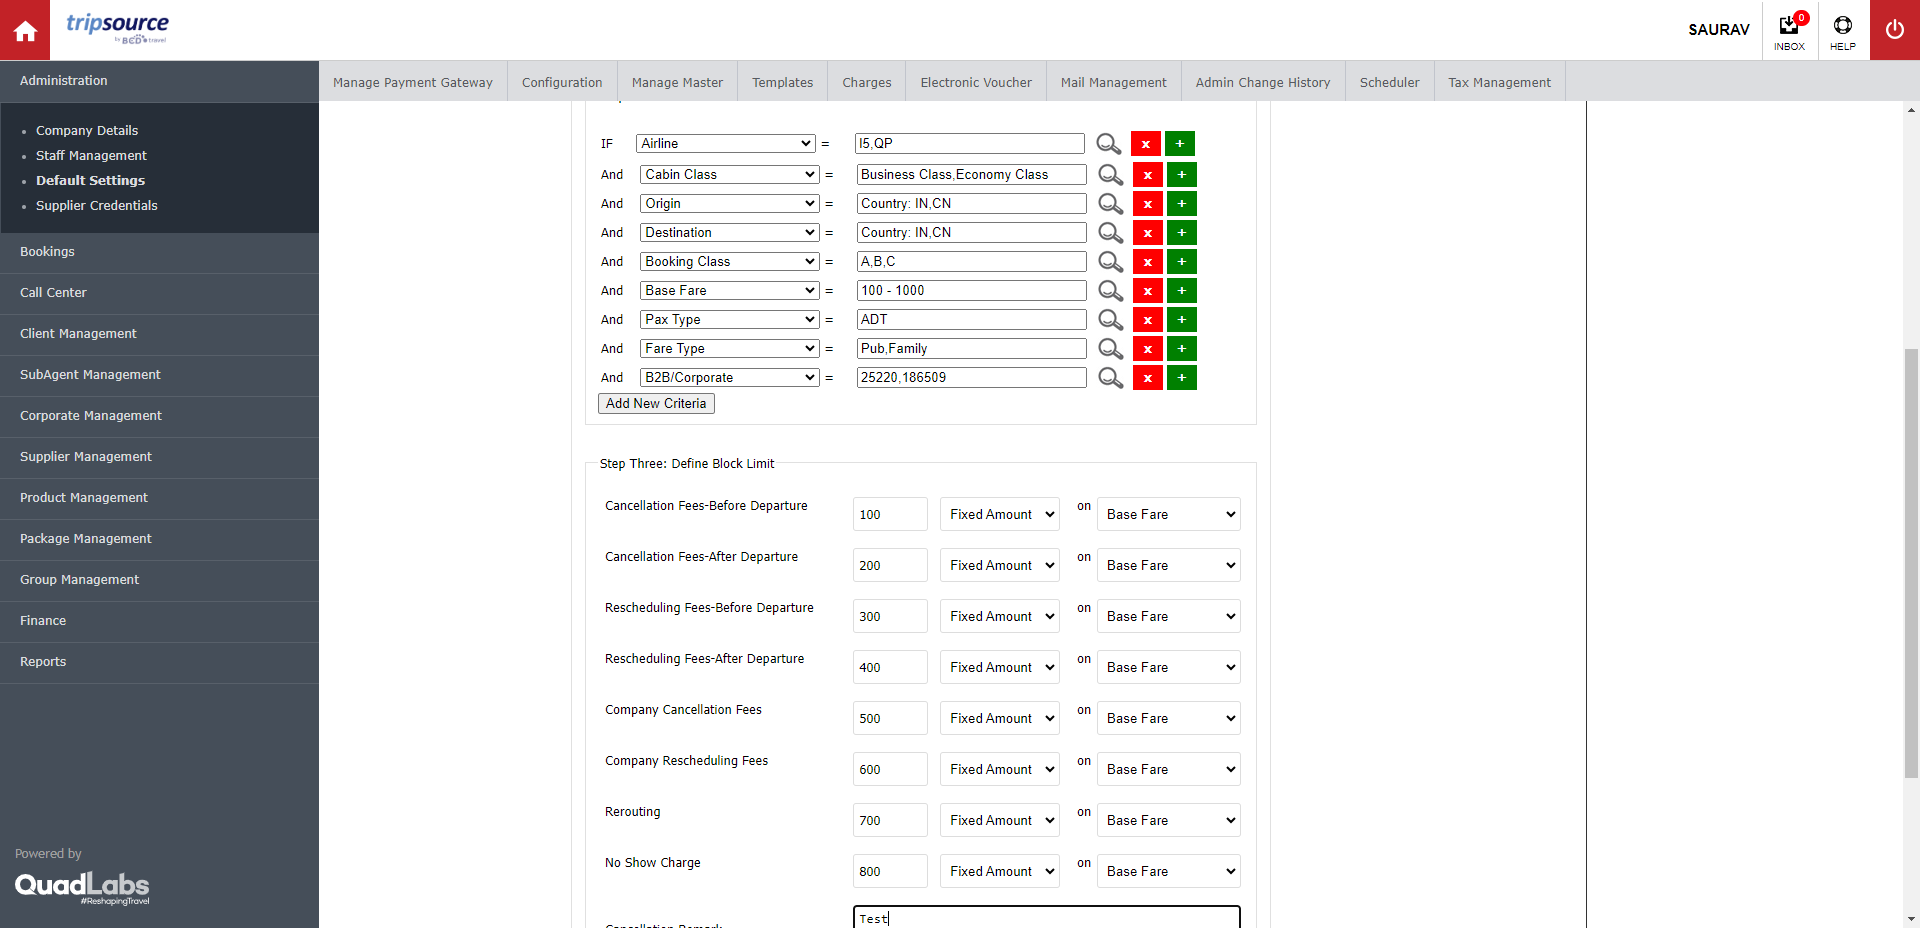 tripsource
by BCD travel
SAURAV
0
INBOX
HELP
Administration
Company Details
Staff Management
Default Settings
Supplier Credentials
Bookings
Call Center
Client Management
SubAgent Management
Corporate Management
Supplier Management
Product Management
Package Management
Group Management
Finance
Reports
Powered by
QuadLabs
#ReshapingTravel
Manage Payment Gateway
Configuration
Manage Master
Templates
Charges
Electronic Voucher
Mail Management
Admin Change History
Scheduler
Tax Management
IF Airline = I5,QP x +
And Cabin Class = Business Class,Economy Class x +
And Origin = Country: IN,CN x +
And Destination = Country: IN,CN x +
And Booking Class = A,B,C x +
And Base Fare = 100 - 1000 x +
And Pax Type = ADT x +
And Fare Type = Pub,Family x +
And B2B/Corporate = 25220,186509 x +
Add New Criteria
Step Three: Define Block Limit
Cancellation Fees-Before Departure 100 Fixed Amount on Base Fare
Cancellation Fees-After Departure 200 Fixed Amount on Base Fare
Rescheduling Fees-Before Departure 300 Fixed Amount on Base Fare
Rescheduling Fees-After Departure 400 Fixed Amount on Base Fare
Company Cancellation Fees 500 Fixed Amount on Base Fare
Company Rescheduling Fees 600 Fixed Amount on Base Fare
Rerouting 700 Fixed Amount on Base Fare
No Show Charge 800 Fixed Amount on Base Fare
Cancellation Remark Test